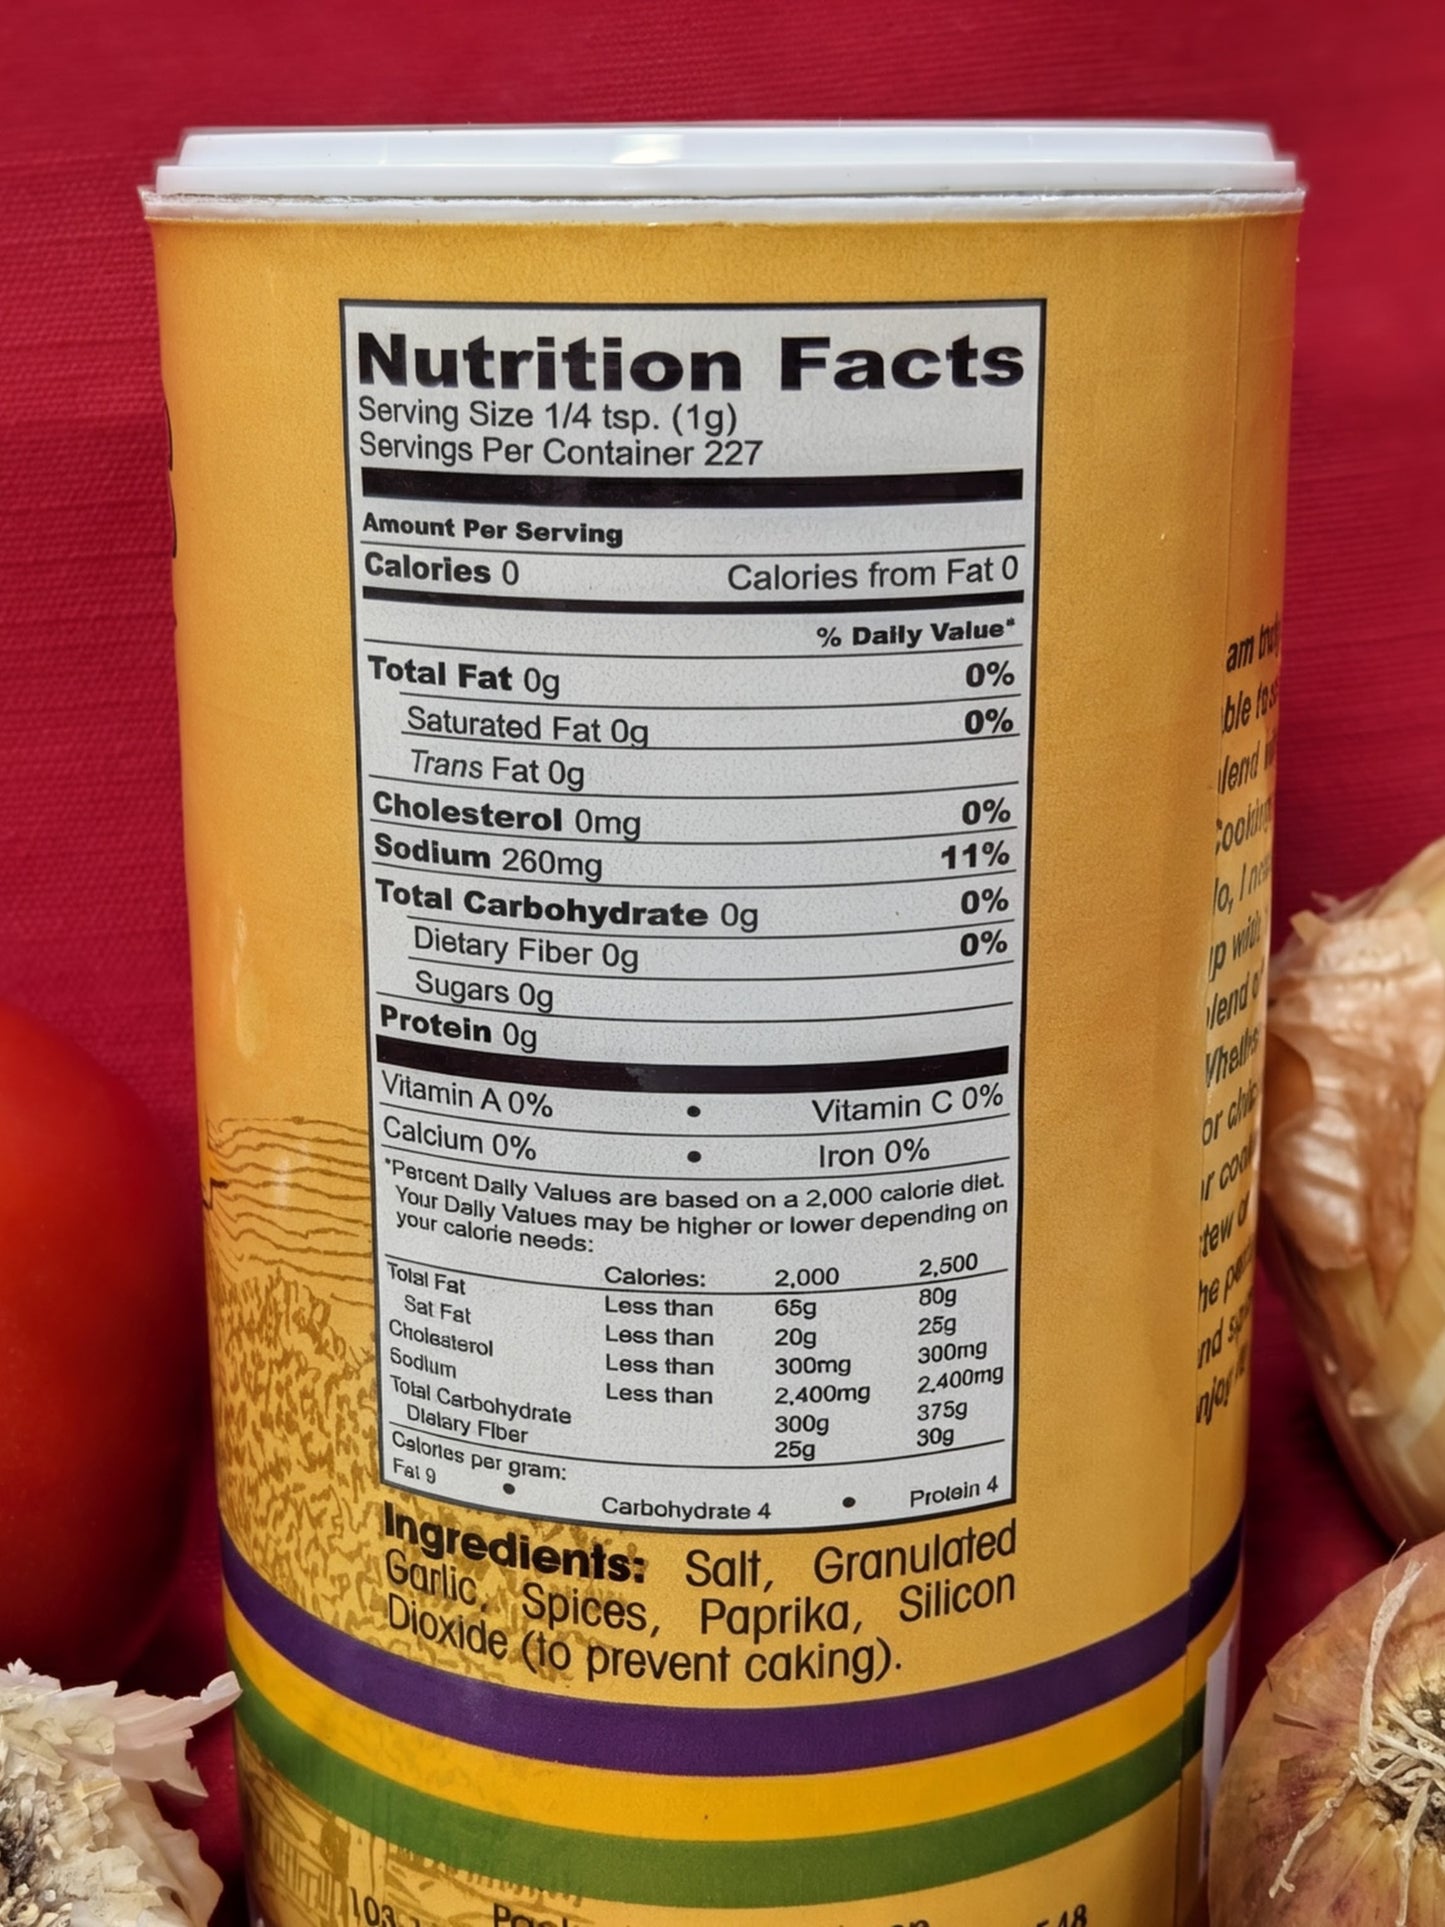 Nutrition Facts
Serving Size 1/4 tsp. (1g)
Servings Per Container 227
Amount Per Serving
Calories 0 Calories from Fat 0
% Daily Value*
Total Fat 0g 0%
Saturated Fat 0g 0%
Trans Fat 0g
Cholesterol 0mg 0%
Sodium 260mg 11%
Total Carbohydrate 0g 0%
Dietary Fiber 0g 0%
Sugars 0g
Protein 0g
Vitamin A 0% • Vitamin C 0%
Calcium 0% • Iron 0%
*Percent Daily Values are based on a 2,000 calorie diet.
Your Daily Values may be higher or lower depending on
your calorie needs:
Calories: 2,000 2,500
Total Fat Less than 65g 80g
Sat Fat Less than 20g 25g
Cholesterol Less than 300mg 300mg
Sodium Less than 2,400mg 2,400mg
Total Carbohydrate 300g 375g
Dietary Fiber 25g 30g
Calories per gram:
Fat 9 • Carbohydrate 4 • Protein 4
Ingredients: Salt, Granulated
Garlic, Spices, Paprika, Silicon
Dioxide (to prevent caking).
am
lo, I